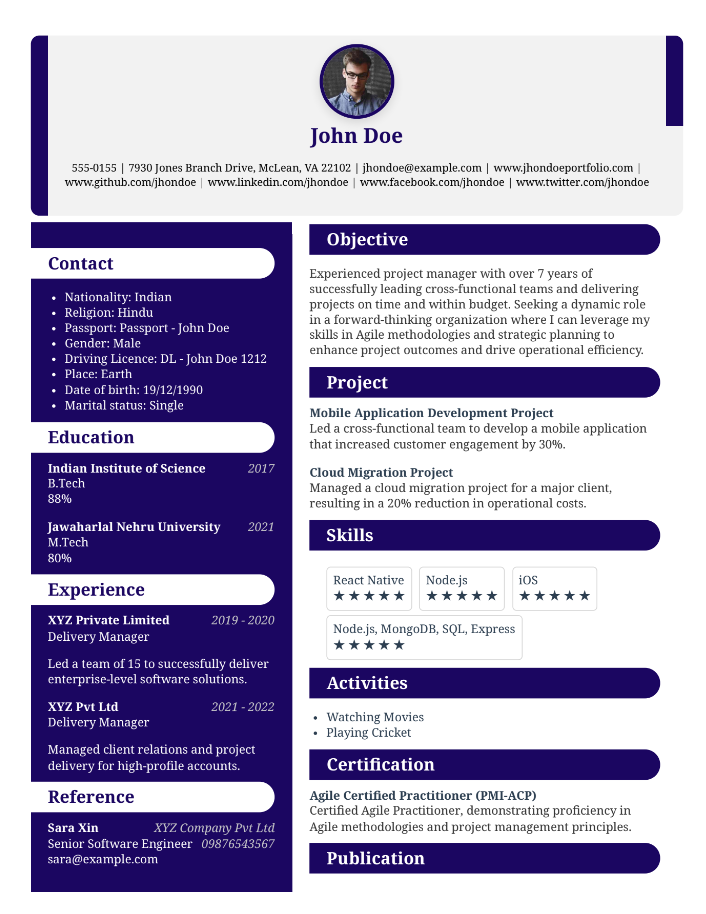 John Doe
555-0155 | 7930 Jones Branch Drive, McLean, VA 22102 | jhondoe@example.com | www.jhondoeportfolio.com |
www.github.com/jhondoe | www.linkedin.com/jhondoe | www.facebook.com/jhondoe | www.twitter.com/jhondoe
Contact
• Nationality: Indian
• Religion: Hindu
• Passport: Passport - John Doe
• Gender: Male
• Driving Licence: DL - John Doe 1212
• Place: Earth
• Date of birth: 19/12/1990
• Marital status: Single
Education
Indian Institute of Science 2017
B.Tech
88%
Jawaharlal Nehru University 2021
M.Tech
80%
Experience
XYZ Private Limited 2019 - 2020
Delivery Manager
Led a team of 15 to successfully deliver
enterprise-level software solutions.
XYZ Pvt Ltd 2021 - 2022
Delivery Manager
Managed client relations and project
delivery for high-profile accounts.
Reference
Sara Xin XYZ Company Pvt Ltd
Senior Software Engineer 09876543567
sara@example.com
Objective
Experienced project manager with over 7 years of
successfully leading cross-functional teams and delivering
projects on time and within budget. Seeking a dynamic role
in a forward-thinking organization where I can leverage my
skills in Agile methodologies and strategic planning to
enhance project outcomes and drive operational efficiency.
Project
Mobile Application Development Project
Led a cross-functional team to develop a mobile application
that increased customer engagement by 30%.
Cloud Migration Project
Managed a cloud migration project for a major client,
resulting in a 20% reduction in operational costs.
Skills
React Native Node.js iOS
★★★★★ ★★★★★ ★★★★★
Node.js, MongoDB, SQL, Express
★★★★★
Activities
• Watching Movies
• Playing Cricket
Certification
Agile Certified Practitioner (PMI-ACP)
Certified Agile Practitioner, demonstrating proficiency in
Agile methodologies and project management principles.
Publication